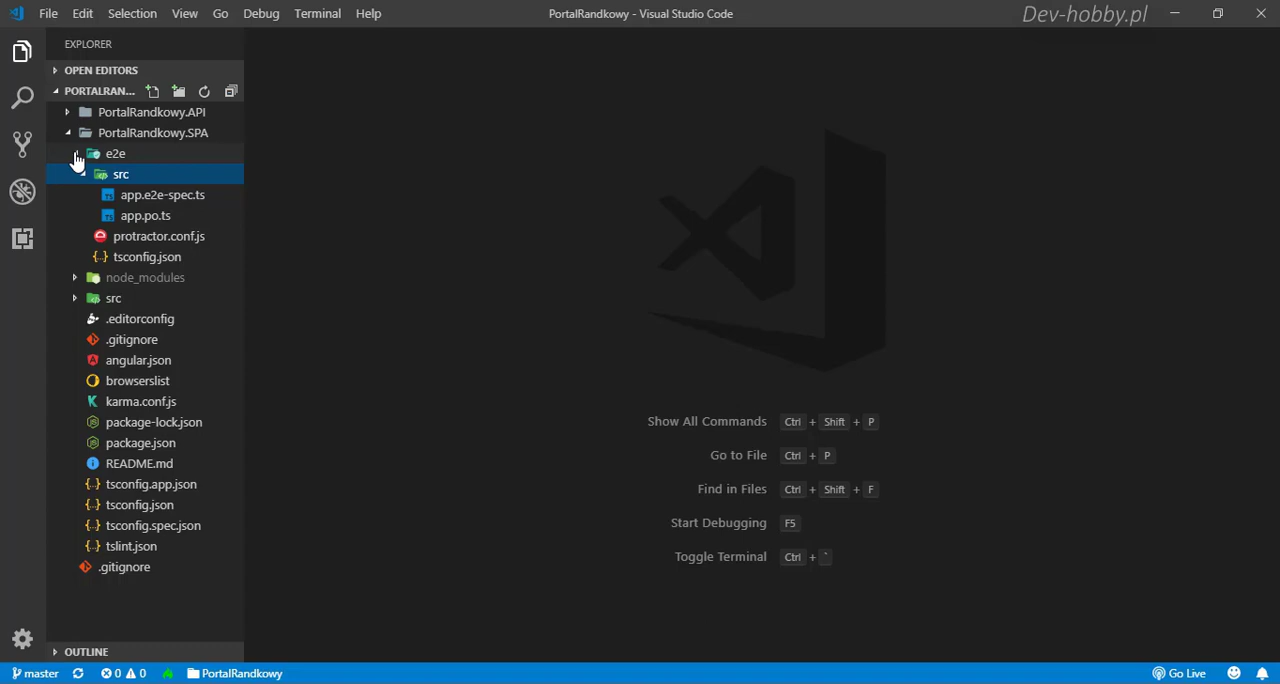 File Edit Selection View Go Debug Terminal Help
PortalRandkowy - Visual Studio Code
Dev-hobby.pl
EXPLORER
OPEN EDITORS
PORTALRAN...
PortalRandkowy.API
PortalRandkowy.SPA
e2e
src
app.e2e-spec.ts
app.po.ts
protractor.conf.js
tsconfig.json
node_modules
src
.editorconfig
.gitignore
angular.json
browserslist
karma.conf.js
package-lock.json
package.json
README.md
tsconfig.app.json
tsconfig.json
tsconfig.spec.json
tslint.json
.gitignore
OUTLINE
Show All Commands Ctrl + Shift + P
Go to File Ctrl + P
Find in Files Ctrl + Shift + F
Start Debugging F5
Toggle Terminal Ctrl + `
master 0 0 PortalRandkowy Go Live